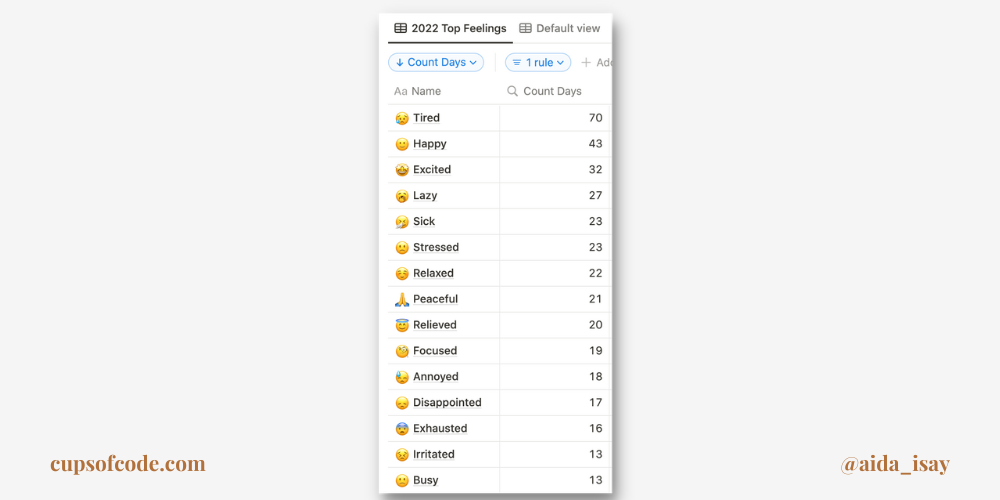 2022 Top Feelings Default view
Count Days 1 rule Add
Aa Name Count Days
Tired 70
Happy 43
Excited 32
Lazy 27
Sick 23
Stressed 23
Relaxed 22
Peaceful 21
Relieved 20
Focused 19
Annoyed 18
Disappointed 17
Exhausted 16
Irritated 13
Busy 13
cupsofcode.com @aida_isay